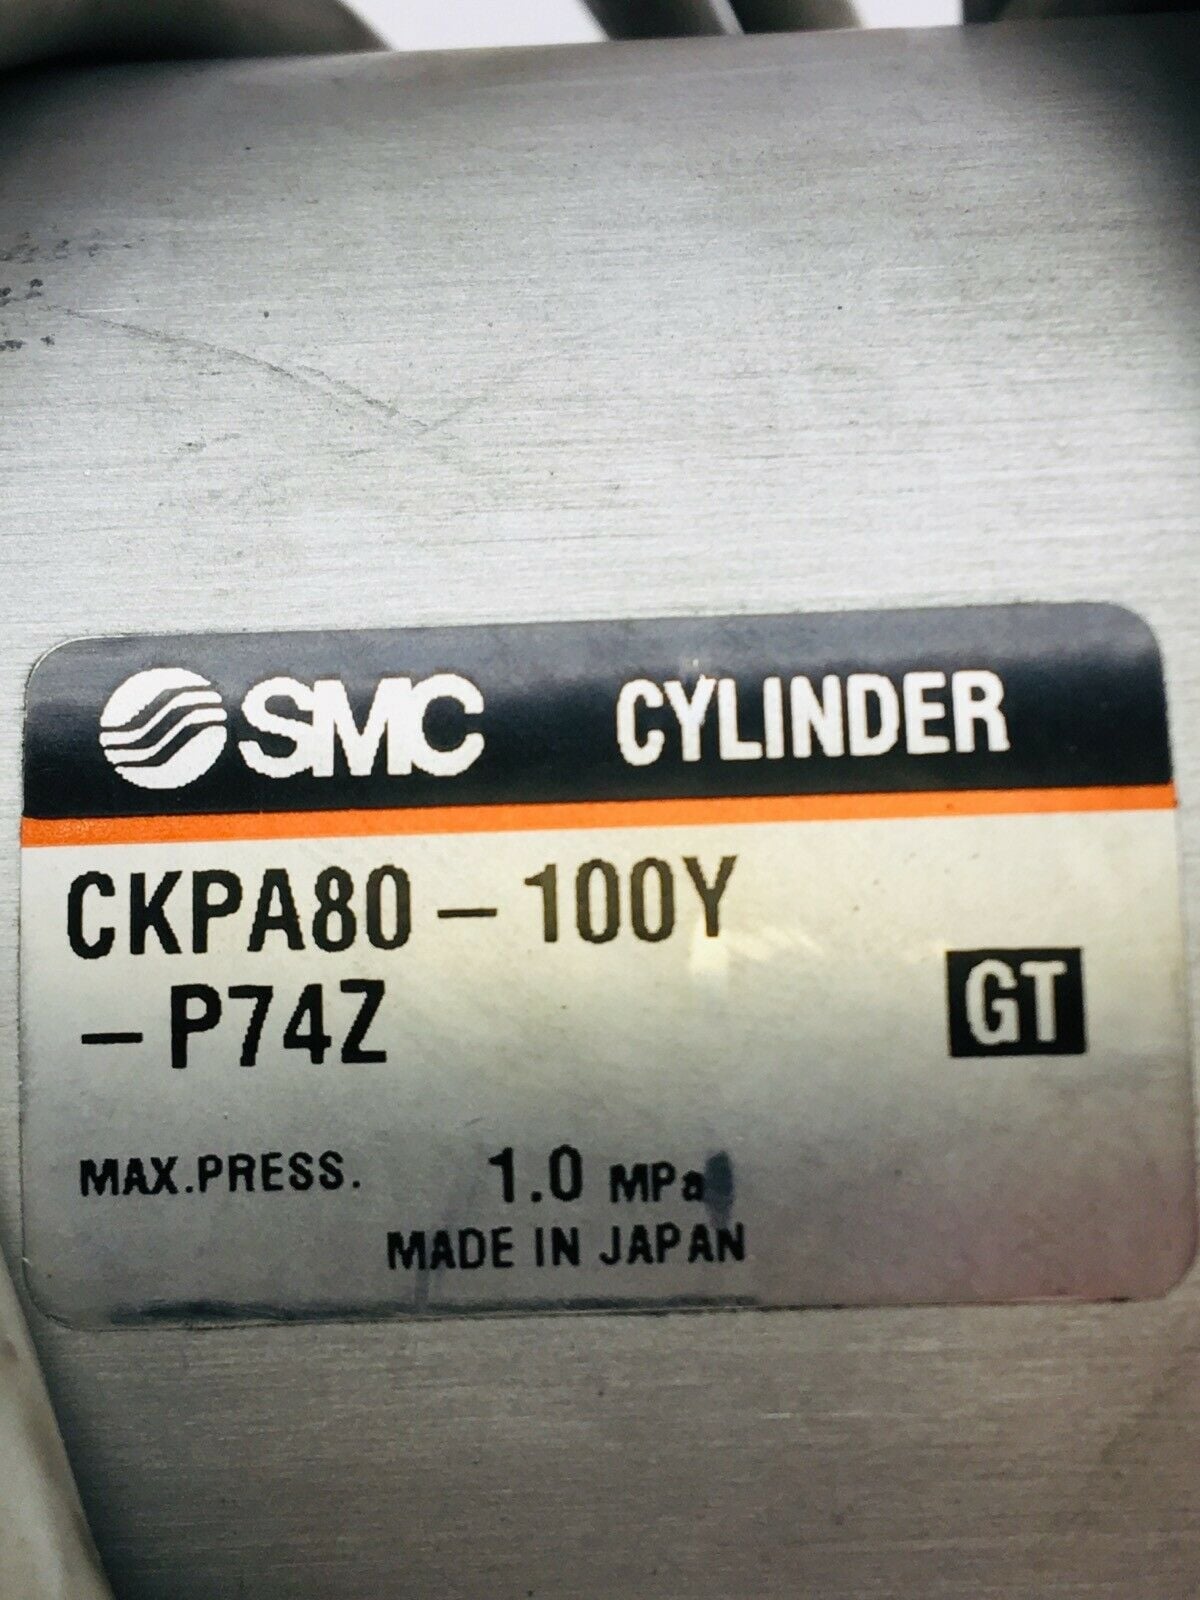 SMC CYLINDER
CKPA80-100Y
-P74Z
GT
MAX.PRESS. 1.0 MPa
MADE IN JAPAN